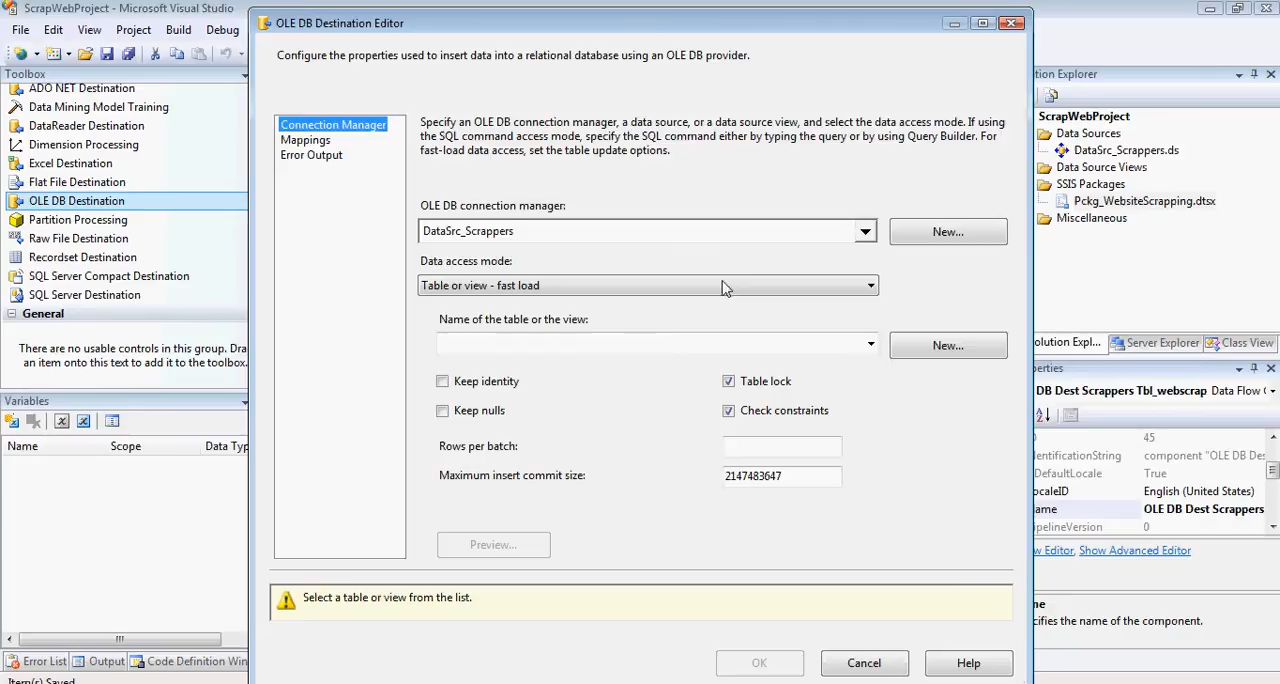 ScrapWebProject - Microsoft Visual Studio
File Edit View Project Build Debug
Toolbox
ADO NET Destination
Data Mining Model Training
DataReader Destination
Dimension Processing
Excel Destination
Flat File Destination
OLE DB Destination
Partition Processing
Raw File Destination
Recordset Destination
SQL Server Compact Destination
SQL Server Destination
General
There are no usable controls in this group. Dra
an item onto this text to add it to the toolbox.
Variables
Name Scope Data Typ
Error List Output Code Definition Win
Item(s) Saved
OLE DB Destination Editor
Configure the properties used to insert data into a relational database using an OLE DB provider.
Connection Manager
Mappings
Error Output
Specify an OLE DB connection manager, a data source, or a data source view, and select the data access mode. If using
the SQL command access mode, specify the SQL command either by typing the query or by using Query Builder. For
fast-load data access, set the table update options.
OLE DB connection manager:
DataSrc_Scrappers New...
Data access mode:
Table or view - fast load
Name of the table or the view:
New...
Keep identity Table lock
Keep nulls Check constraints
Rows per batch:
Maximum insert commit size: 2147483647
Preview...
Select a table or view from the list.
OK Cancel Help
tion Explorer
ScrapWebProject
Data Sources
DataSrc_Scrappers.ds
Data Source Views
SSIS Packages
Pckg_WebsiteScrapping.dtsx
Miscellaneous
olution Expl... Server Explorer Class View
perties
DB Dest Scrappers Tbl_webscrap Data Flow C
45
dentificationString component "OLE DB Des
DefaultLocale True
ocaleID English (United States)
ame OLE DB Dest Scrappers
ipelineVersion 0
w Editor, Show Advanced Editor
me
cifies the name of the component.